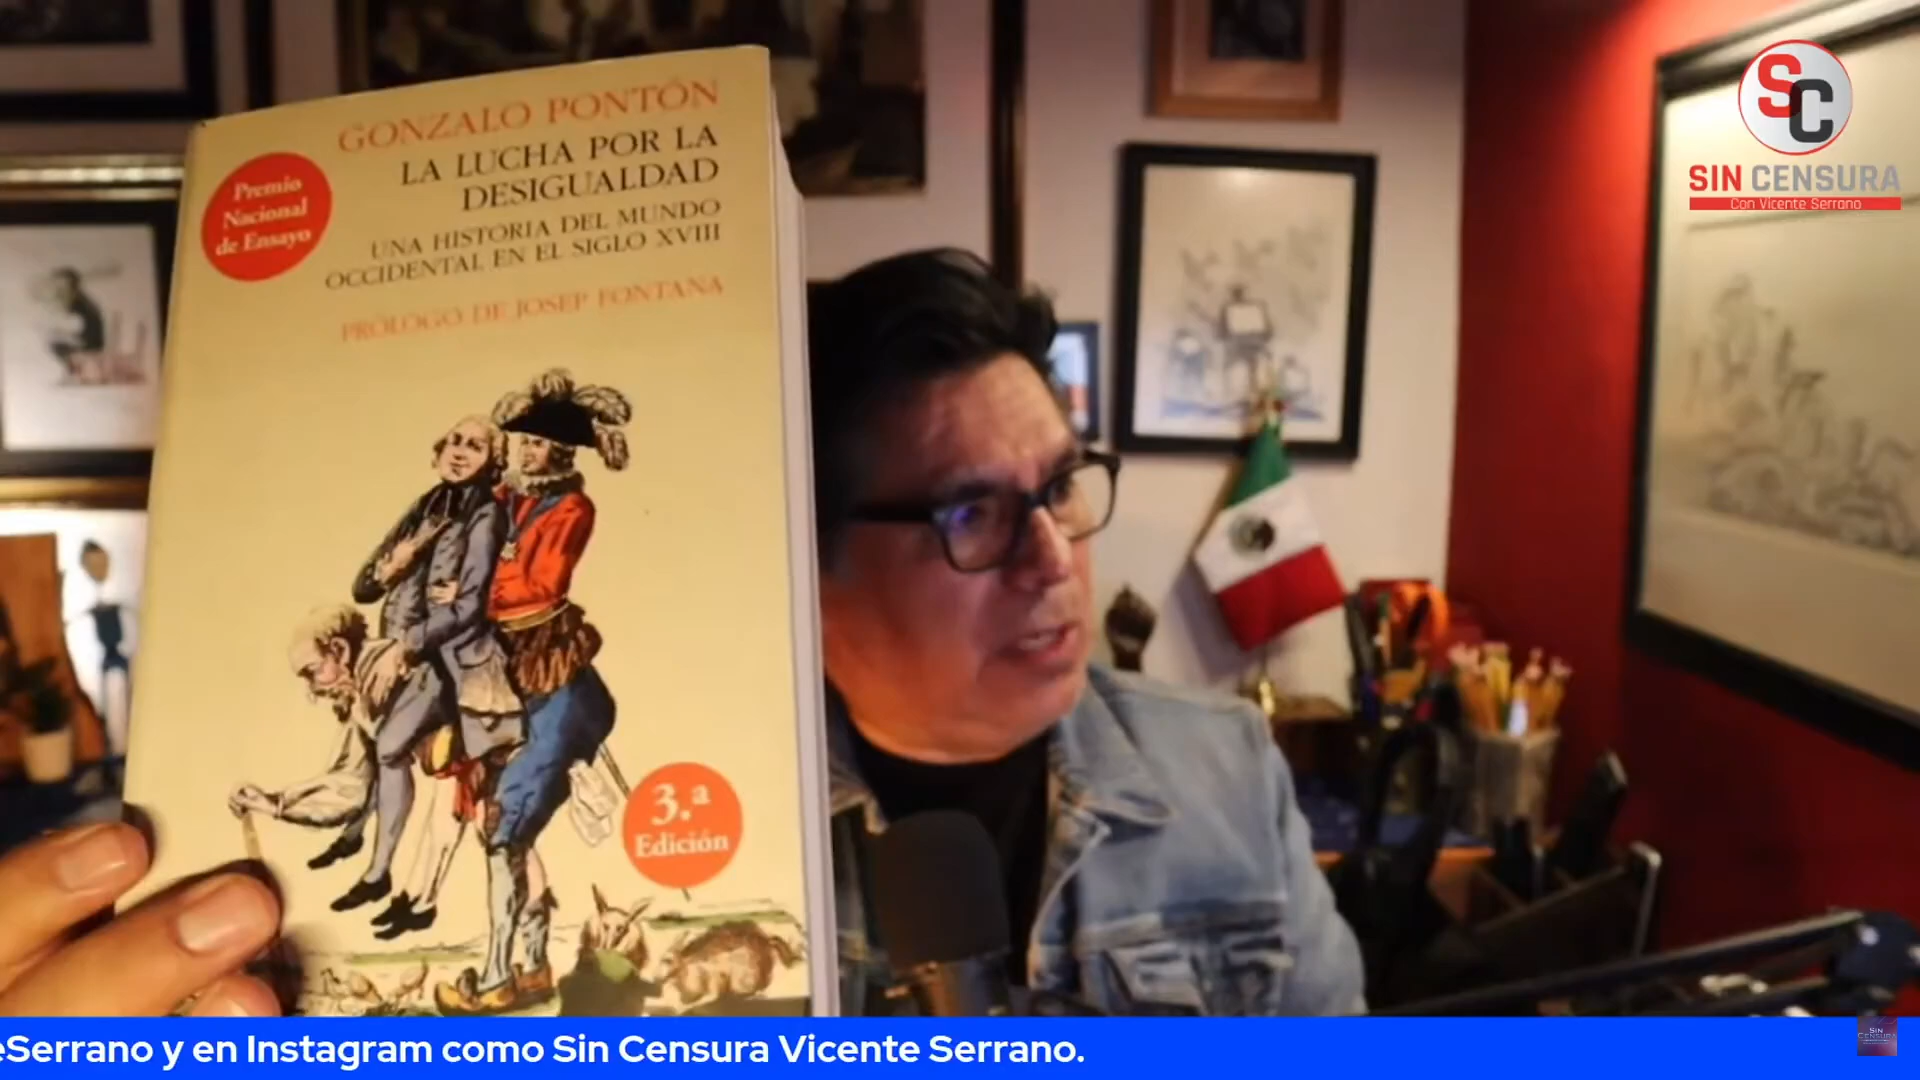 GONZALO PONTÓN
LA LUCHA POR LA
DESIGUALDAD
UNA HISTORIA DEL MUNDO
OCCIDENTAL EN EL SIGLO XVIII
PRÓLOGO DE JOSEP FONTANA
Premio
Nacional
de Ensayo
3.ª
Edición
SC
SIN CENSURA
Con Vicente Serrano
eSerrano y en Instagram como Sin Censura Vicente Serrano.
SIN
CENSURA